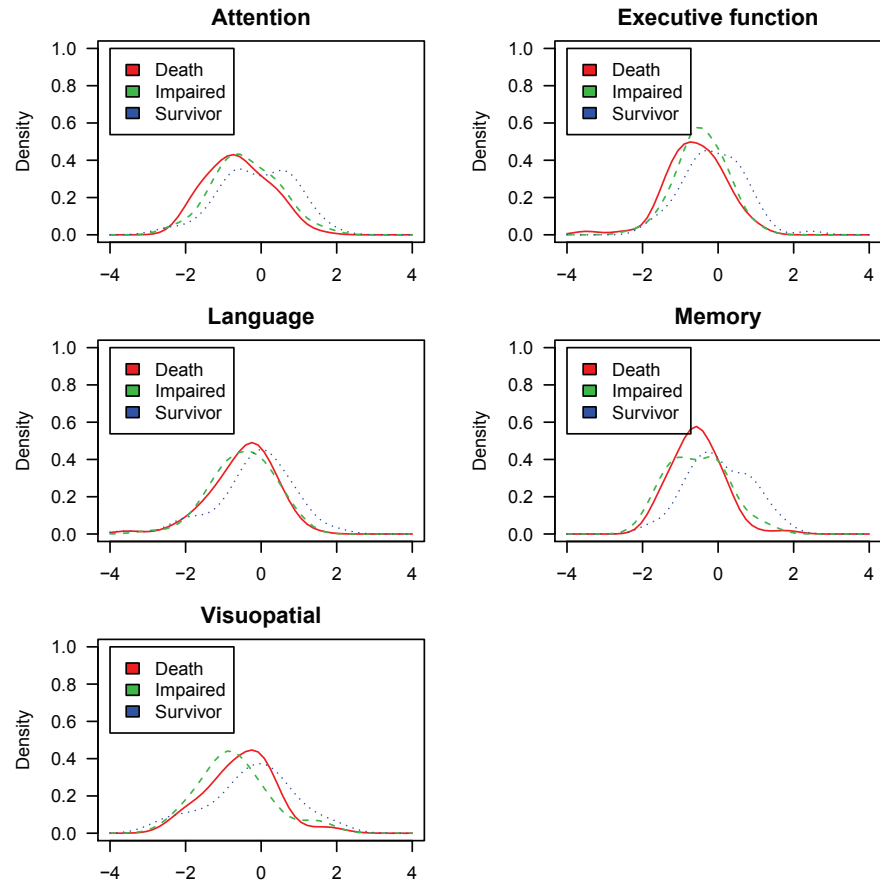 Attention
Density
1.0
0.8
0.6
0.4
0.2
0.0
Death
Impaired
Survivor
−4 −2 0 2 4
Executive function
Density
1.0
0.8
0.6
0.4
0.2
0.0
Death
Impaired
Survivor
−4 −2 0 2 4
Language
Density
1.0
0.8
0.6
0.4
0.2
0.0
Death
Impaired
Survivor
−4 −2 0 2 4
Memory
Density
1.0
0.8
0.6
0.4
0.2
0.0
Death
Impaired
Survivor
−4 −2 0 2 4
Visuopatial
Density
1.0
0.8
0.6
0.4
0.2
0.0
Death
Impaired
Survivor
−4 −2 0 2 4